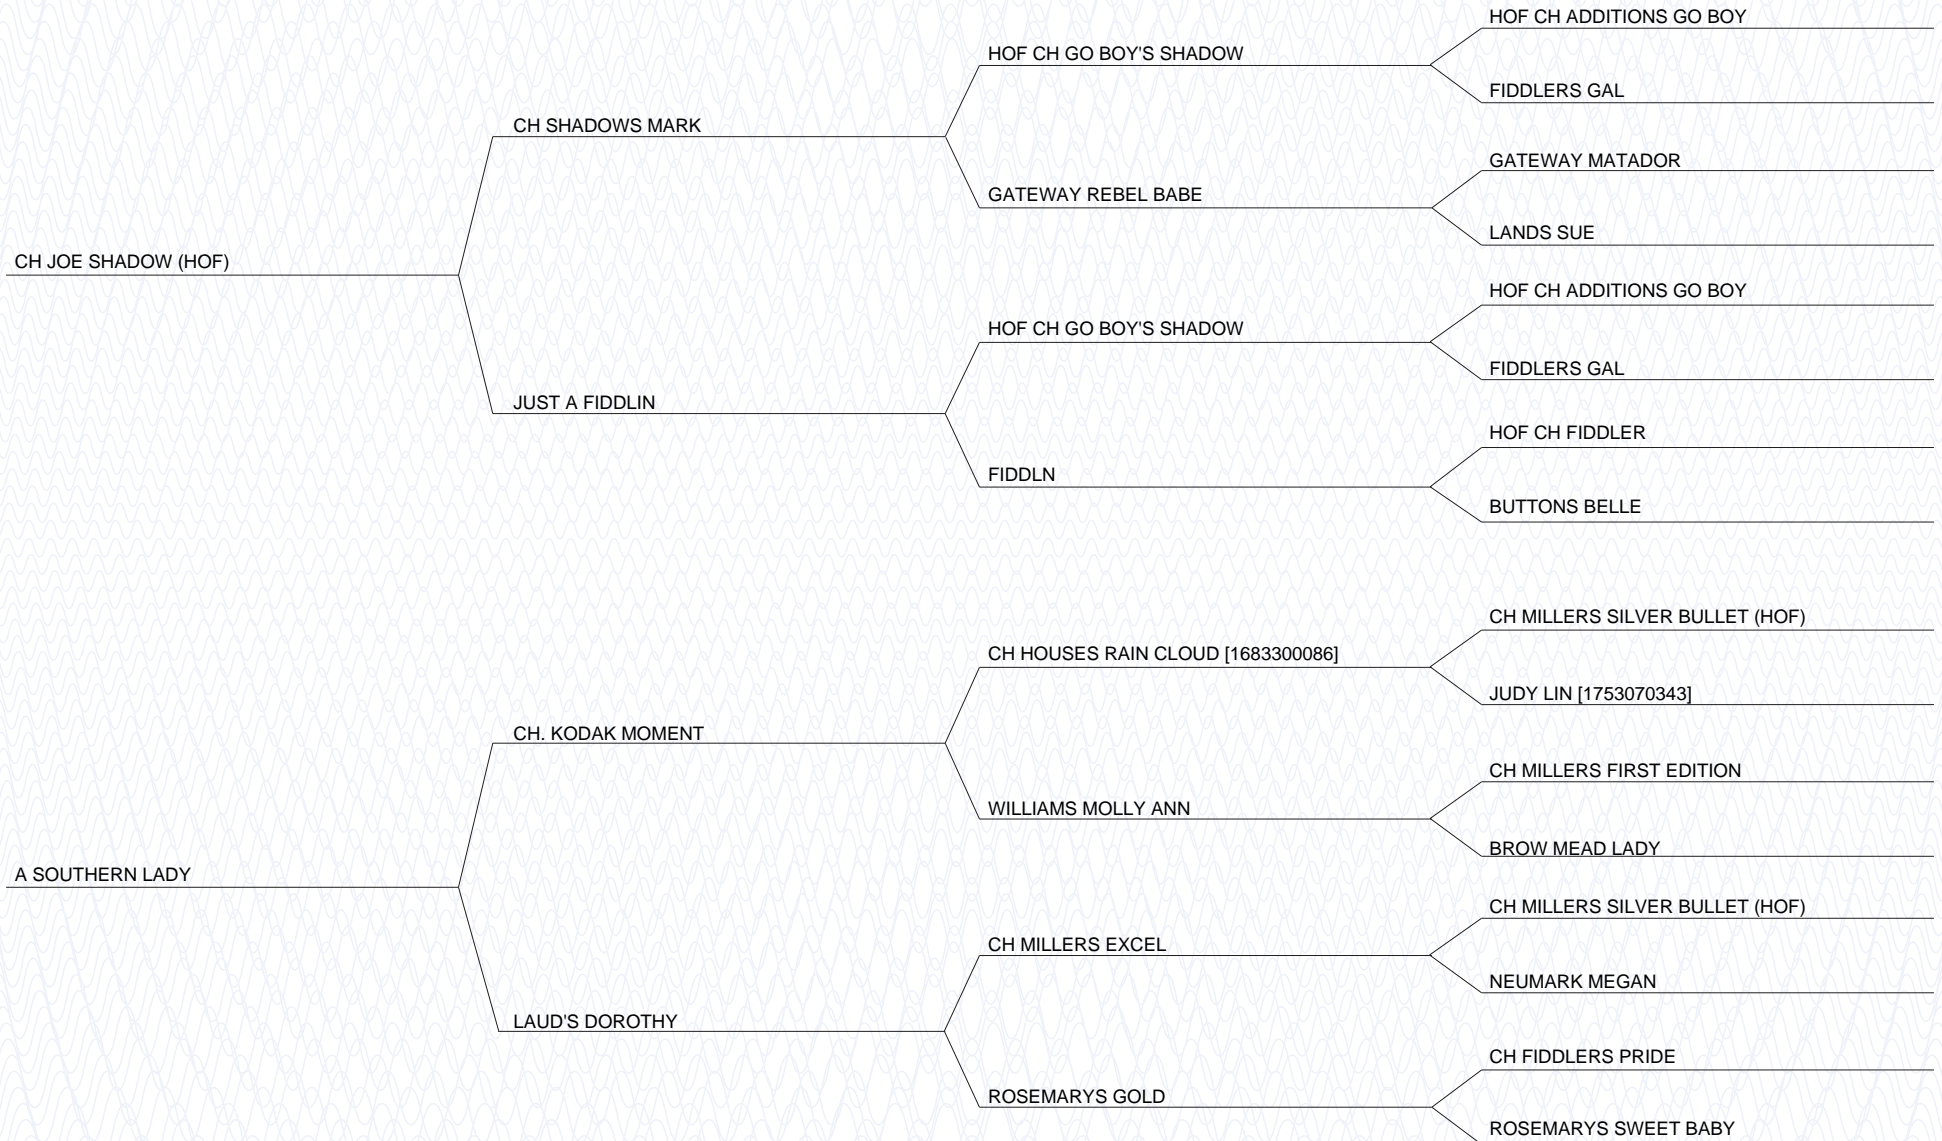 HOF CH ADDITIONS GO BOY
HOF CH GO BOY'S SHADOW
FIDDLERS GAL
CH SHADOWS MARK
GATEWAY MATADOR
GATEWAY REBEL BABE
LANDS SUE
CH JOE SHADOW (HOF)
HOF CH ADDITIONS GO BOY
HOF CH GO BOY'S SHADOW
FIDDLERS GAL
JUST A FIDDLIN
HOF CH FIDDLER
FIDDLN
BUTTONS BELLE
CH MILLERS SILVER BULLET (HOF)
CH HOUSES RAIN CLOUD [1683300086]
JUDY LIN [1753070343]
CH. KODAK MOMENT
CH MILLERS FIRST EDITION
WILLIAMS MOLLY ANN
BROW MEAD LADY
A SOUTHERN LADY
CH MILLERS SILVER BULLET (HOF)
CH MILLERS EXCEL
NEUMARK MEGAN
LAUD'S DOROTHY
CH FIDDLERS PRIDE
ROSEMARYS GOLD
ROSEMARYS SWEET BABY